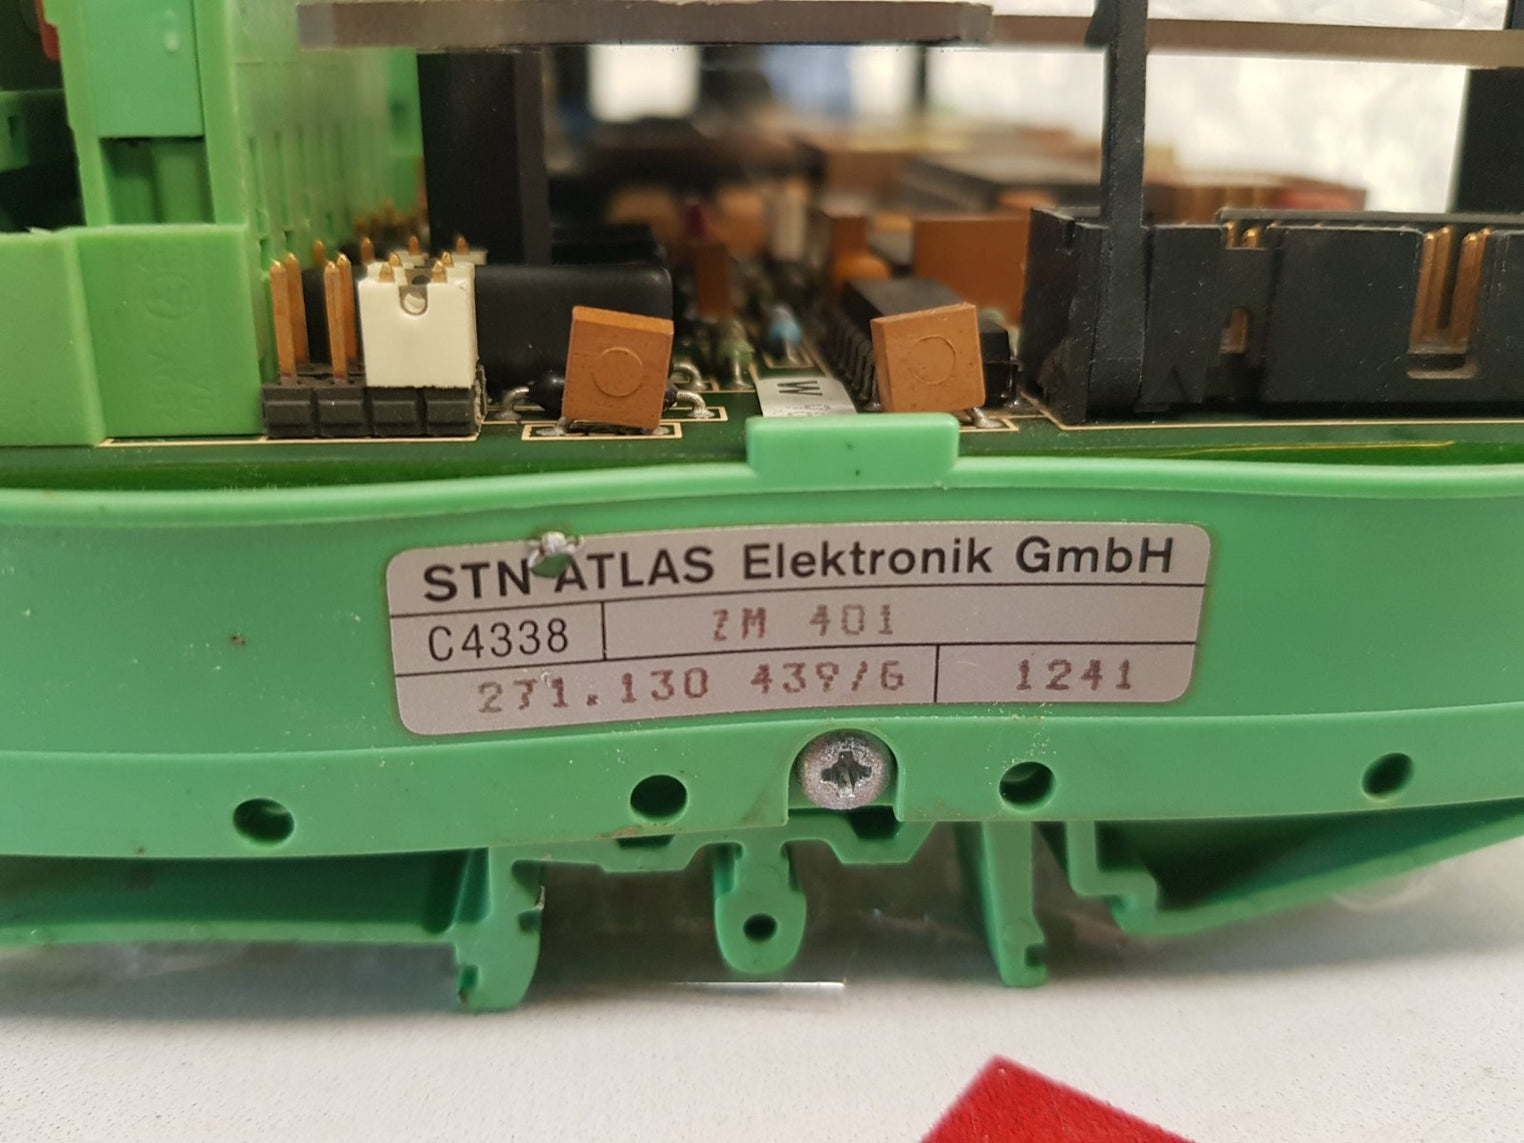 STN ATLAS Elektronik GmbH
C4338 ZM 401
271.130 439/G 1241
W